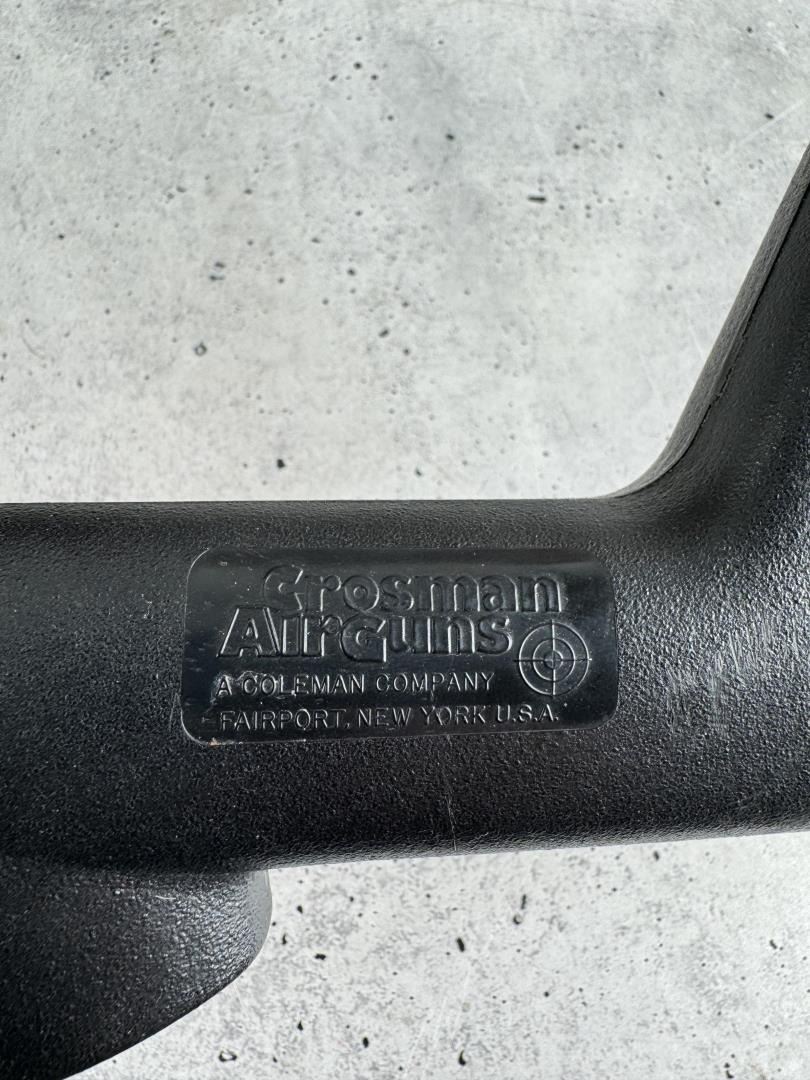 Crosman
AirGuns
A COLEMAN COMPANY
FAIRPORT, NEW YORK U.S.A.